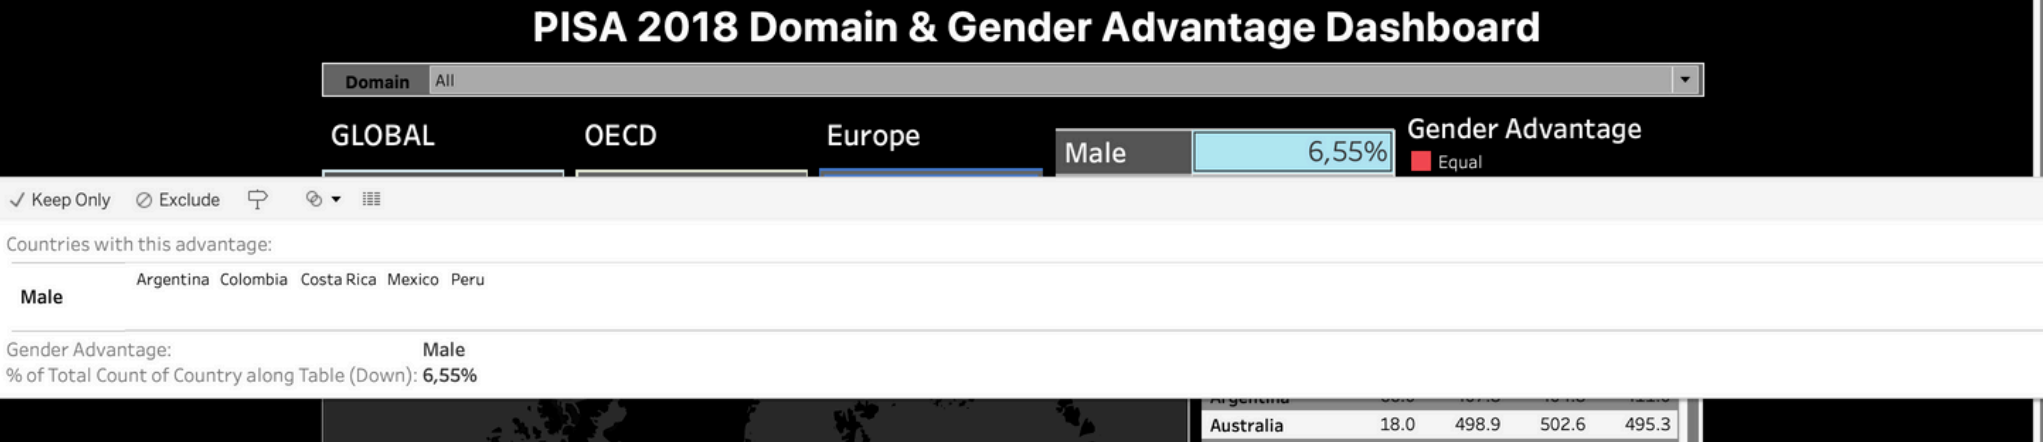 PISA 2018 Domain & Gender Advantage Dashboard
Domain All
GLOBAL OECD Europe Male 6,55% Gender Advantage
Equal
Keep Only Exclude
Countries with this advantage:
Male Argentina Colombia Costa Rica Mexico Peru
Gender Advantage: Male
% of Total Count of Country along Table (Down): 6,55%
Argentina
Australia 18.0 498.9 502.6 495.3